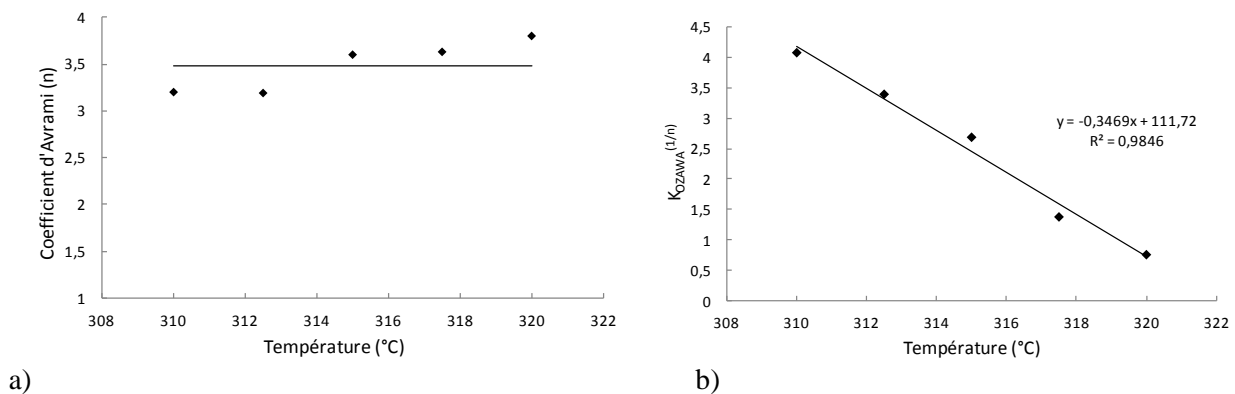 4
3,5
3
2,5
2
1,5
1
308 310 312 314 316 318 320 322
Coefficient d'Avrami (n)
Température (°C)
a)
4,5
4
3,5
3
2,5
2
1,5
1
0,5
0
308 310 312 314 316 318 320 322
K_OZAWA^(1/n)
Température (°C)
y = -0,3469x + 111,72
R² = 0,9846
b)